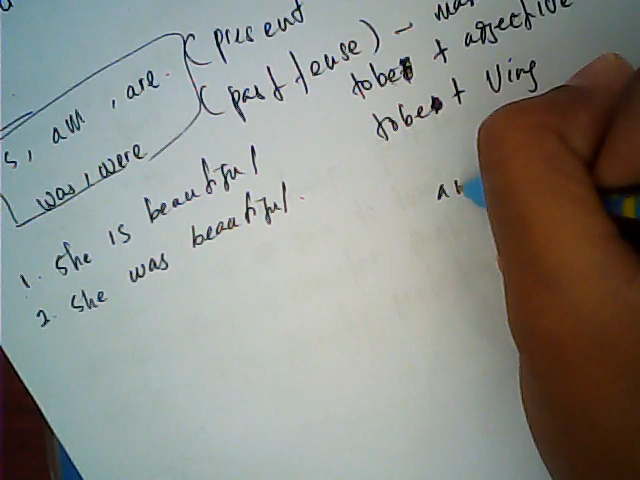 s, am, are. (present
was, were (past tense) -
tobe + adjective
tobe + Ving
1. She is beautiful
2. She was beautiful.